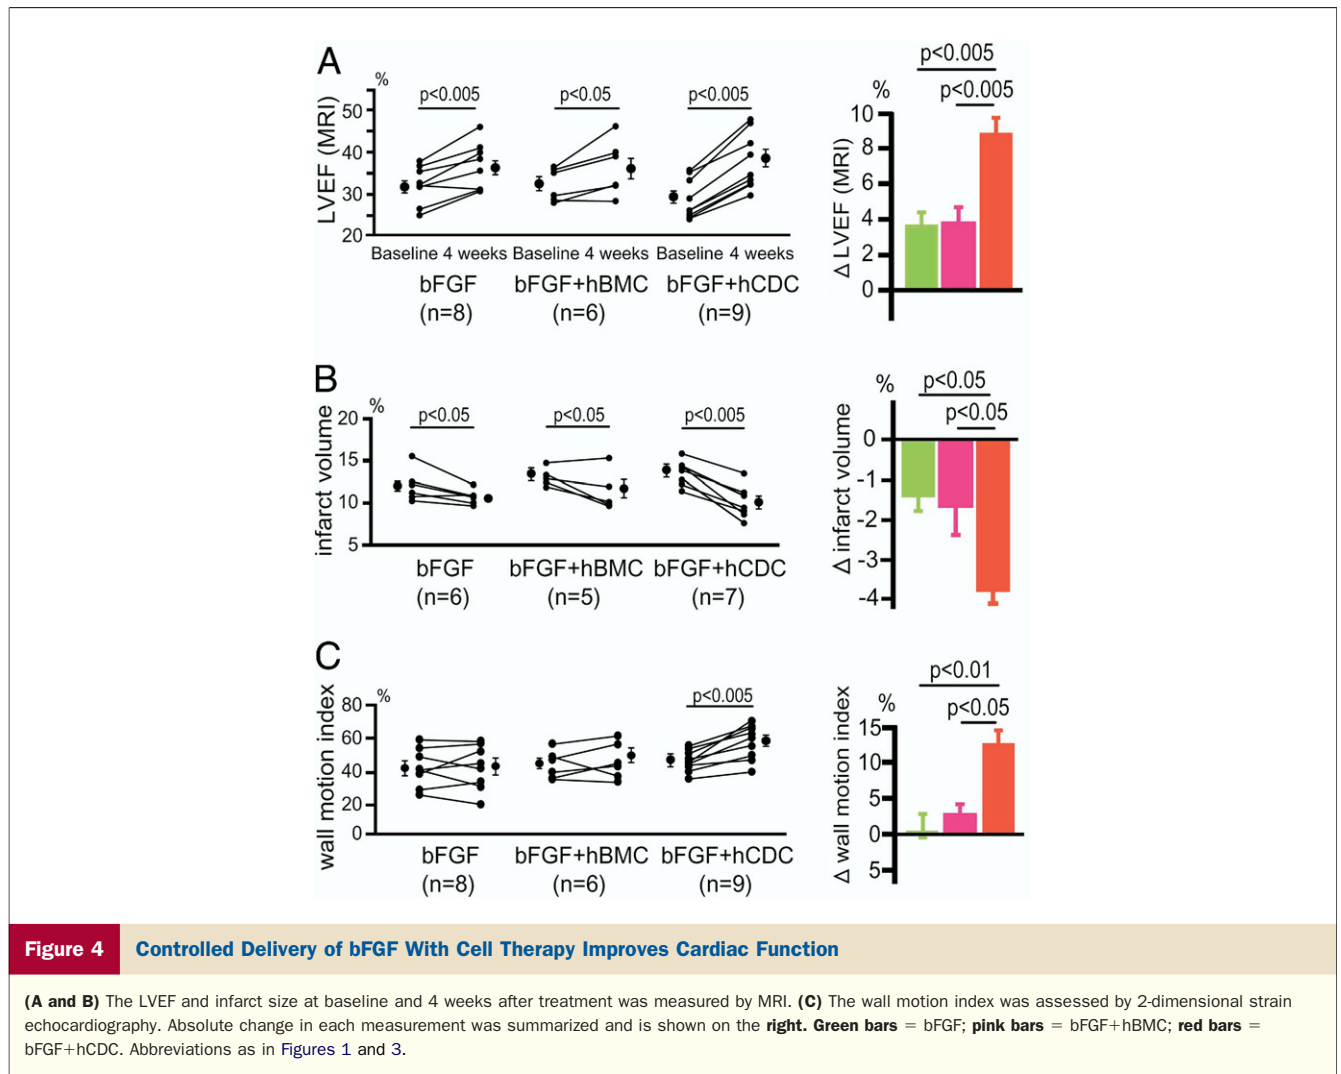 A
%
LVEF (MRI)
50
40
30
20
p<0.005
p<0.05
p<0.005
Baseline 4 weeks Baseline 4 weeks Baseline 4 weeks
bFGF bFGF+hBMC bFGF+hCDC
(n=8) (n=6) (n=9)
p<0.005
p<0.005
%
Δ LVEF (MRI)
10
8
6
4
2
0
B
%
infarct volume
20
15
10
5
p<0.05
p<0.05
p<0.005
bFGF bFGF+hBMC bFGF+hCDC
(n=6) (n=5) (n=7)
p<0.05
p<0.05
%
Δ infarct volume
0
-1
-2
-3
-4
C
%
wall motion index
80
60
40
20
0
p<0.005
bFGF bFGF+hBMC bFGF+hCDC
(n=8) (n=6) (n=9)
p<0.01
p<0.05
%
Δ wall motion index
15
10
5
0
5
Figure 4 Controlled Delivery of bFGF With Cell Therapy Improves Cardiac Function
(A and B) The LVEF and infarct size at baseline and 4 weeks after treatment was measured by MRI. (C) The wall motion index was assessed by 2-dimensional strain
echocardiography. Absolute change in each measurement was summarized and is shown on the right. Green bars = bFGF; pink bars = bFGF+hBMC; red bars =
bFGF+hCDC. Abbreviations as in Figures 1 and 3.